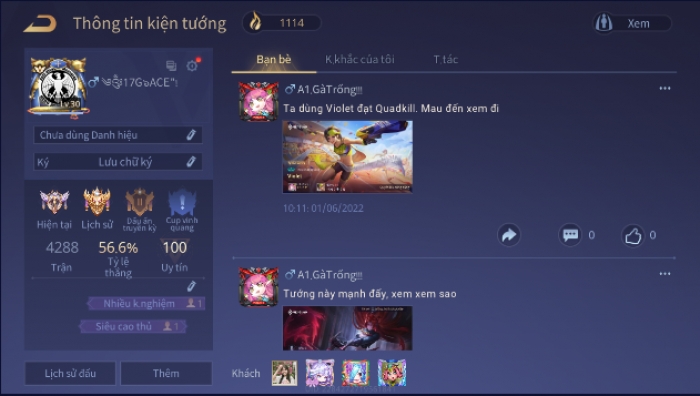 Thông tin kiện tướng
1114
Xem
Bạn bè
K.khắc của tôi
T.tác
Lv.30
Chưa dùng Danh hiệu
Ký
Lưu chữ ký
Hiện tại
Lịch sử
Dấu ấn truyền kỳ
Cup vinh quang
4288
56.6%
100
Trận
Tỷ lệ thắng
Uy tín
Nhiều k.nghiệm
1
Siêu cao thủ
1
Lịch sử đấu
Thêm
A1.GàTrống!!!
Ta dùng Violet đạt Quadkill. Mau đến xem đi
Violet
10:11: 01/06/2022
0
0
A1.GàTrống!!!
Tướng này mạnh đấy, xem xem sao
Khách